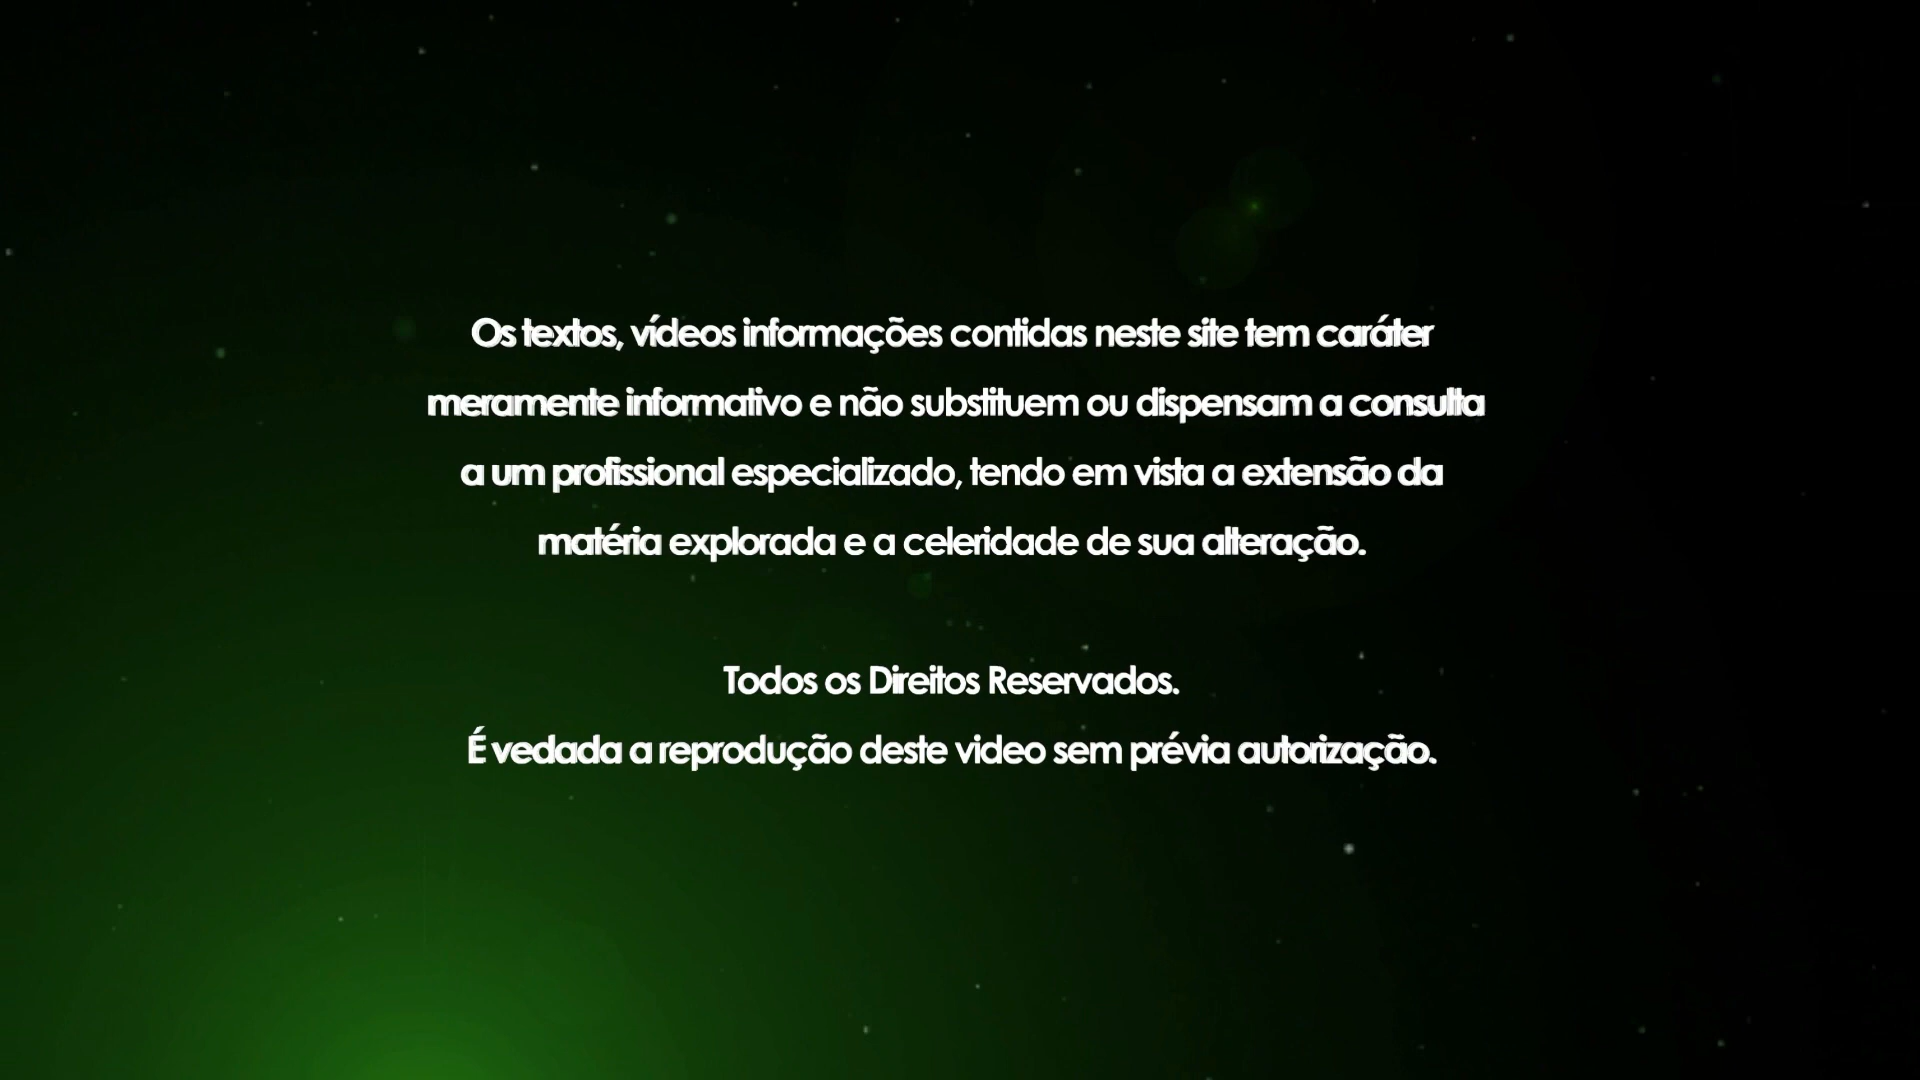 Os textos, vídeos informações contidas neste site tem caráter
meramente informativo e não substituem ou dispensam a consulta
a um profissional especializado, tendo em vista a extensão da
matéria explorada e a celeridade de sua alteração.
Todos os Direitos Reservados.
É vedada a reprodução deste video sem prévia autorização.